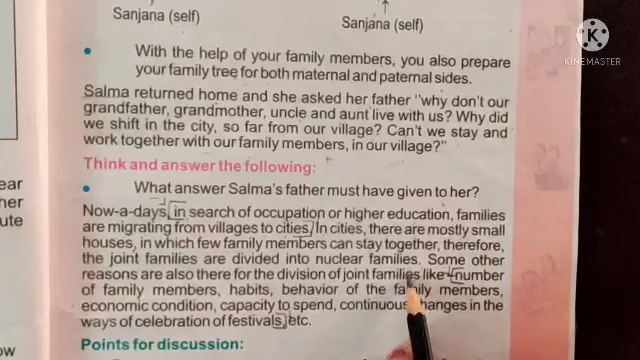 Sanjana (self)
Sanjana (self)
K
KINEMASTER
• With the help of your family members, you also prepare
your family tree for both maternal and paternal sides.
Salma returned home and she asked her father "why don't our
grandfather, grandmother, uncle and aunt live with us? Why did
we shift in the city, so far from our village? Can't we stay and
work together with our family members, in our village?"
Think and answer the following:
• What answer Salma's father must have given to her?
Now-a-days, in search of occupation or higher education, families
are migrating from villages to cities. In cities, there are mostly small
houses, in which few family members can stay together, therefore,
the joint families are divided into nuclear families. Some other
reasons are also there for the division of joint families like - number
of family members, habits, behavior of the family members,
economic condition, capacity to spend, continuous changes in the
ways of celebration of festivals, etc.
Points for discussion:
ear
her
ute
ow